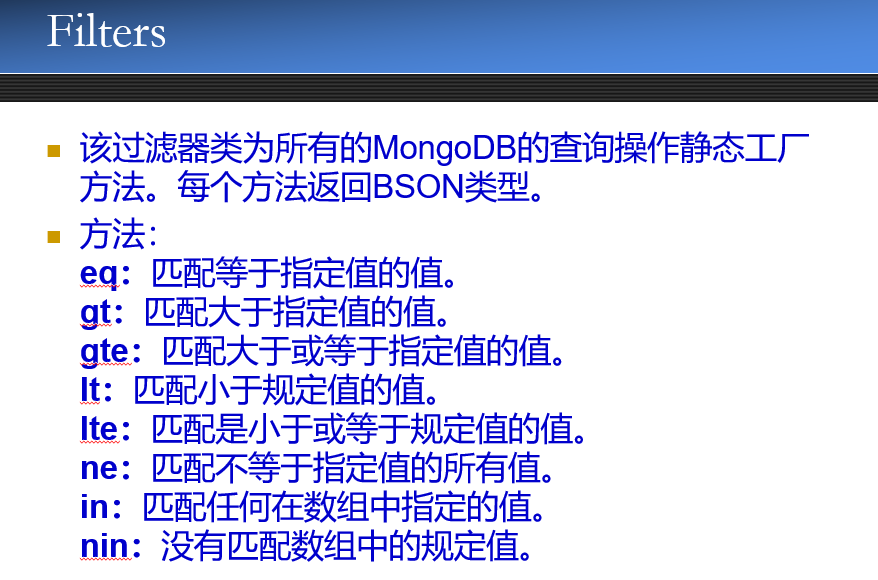 Filters
该过滤器类为所有的MongoDB的查询操作静态工厂
方法。每个方法返回BSON类型。
方法：
eq：匹配等于指定值的值。
gt：匹配大于指定值的值。
gte：匹配大于或等于指定值的值。
lt：匹配小于规定值的值。
lte：匹配是小于或等于规定值的值。
ne：匹配不等于指定值的所有值。
in：匹配任何在数组中指定的值。
nin：没有匹配数组中的规定值。